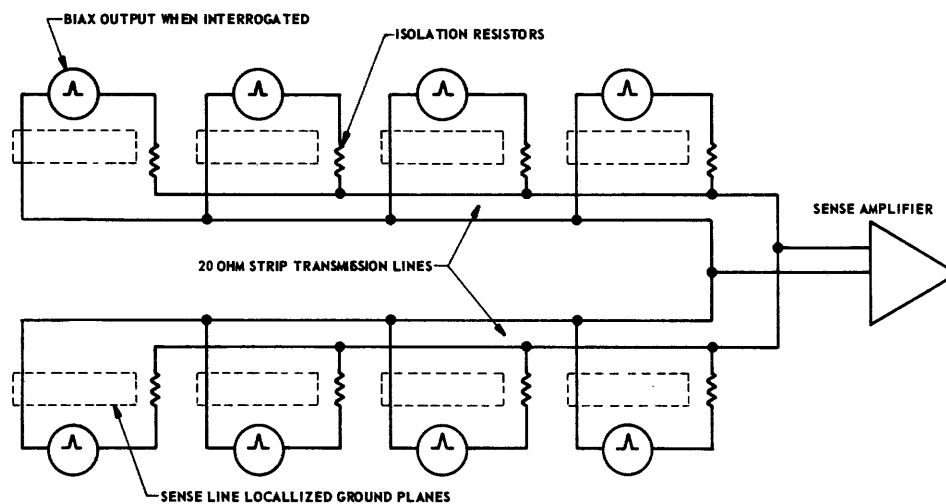 BIAX OUTPUT WHEN INTERROGATED
ISOLATION RESISTORS
SENSE AMPLIFIER
20 OHM STRIP TRANSMISSION LINES
SENSE LINE LOCALLIZED GROUND PLANES